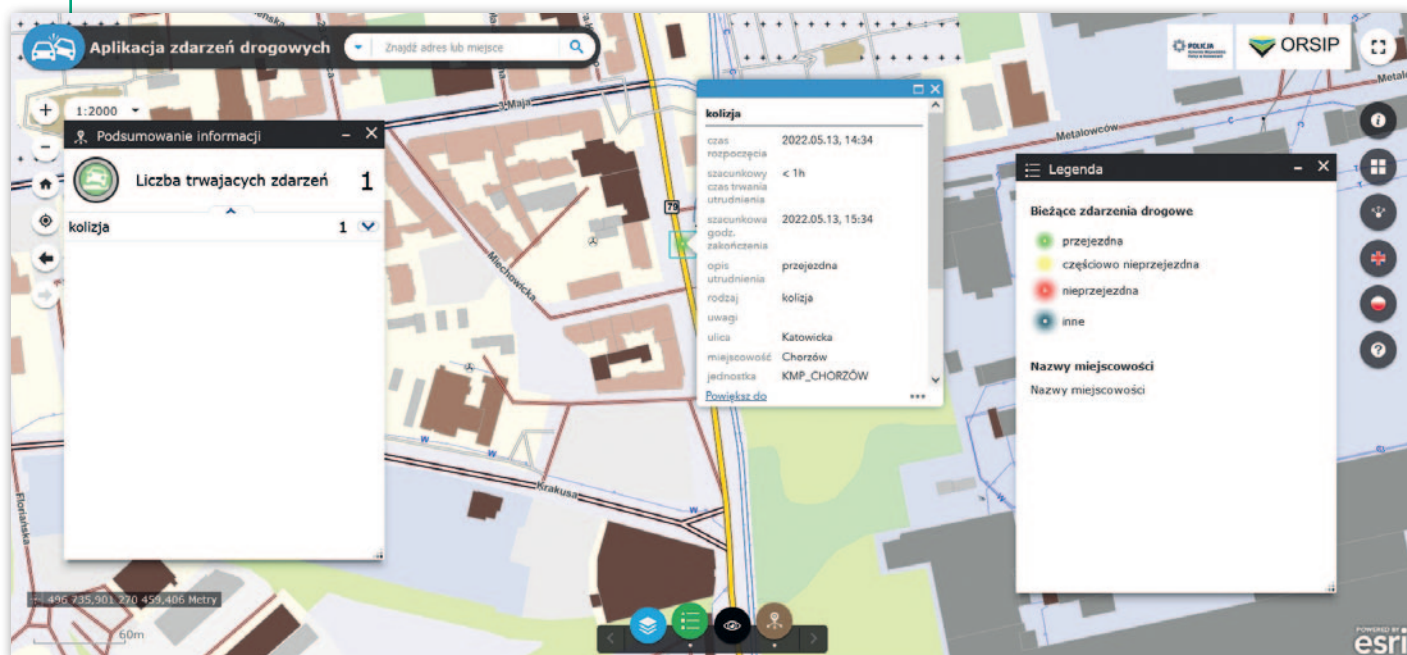 Aplikacja zdarzeń drogowych
Znajdź adres lub miejsce
POLICJA
ORSIP
1:2000
Podsumowanie informacji
Liczba trwajacych zdarzeń 1
kolizja 1
kolizja
czas rozpoczęcia 2022.05.13, 14:34
szacunkowy < 1h
czas trwania
utrudnienia
szacunkowa 2022.05.13, 15:34
godz.
zakończenia
opis przejezdna
utrudnienia
rodzaj kolizja
uwagi
ulica Katowicka
miejscowość Chorzów
jednostka KMP_CHORZÓW
Powiększ do
Legenda
Bieżące zdarzenia drogowe
przejezdna
częściowo nieprzejezdna
nieprzejezdna
inne
Nazwy miejscowości
Nazwy miejscowości
3 Maja
Metalowców
Metalo
79
Miechowicka
Krakusa
Floriańska
W
W
W
496 735,901 270 459,406 Metry
60m
POWERED BY
esri